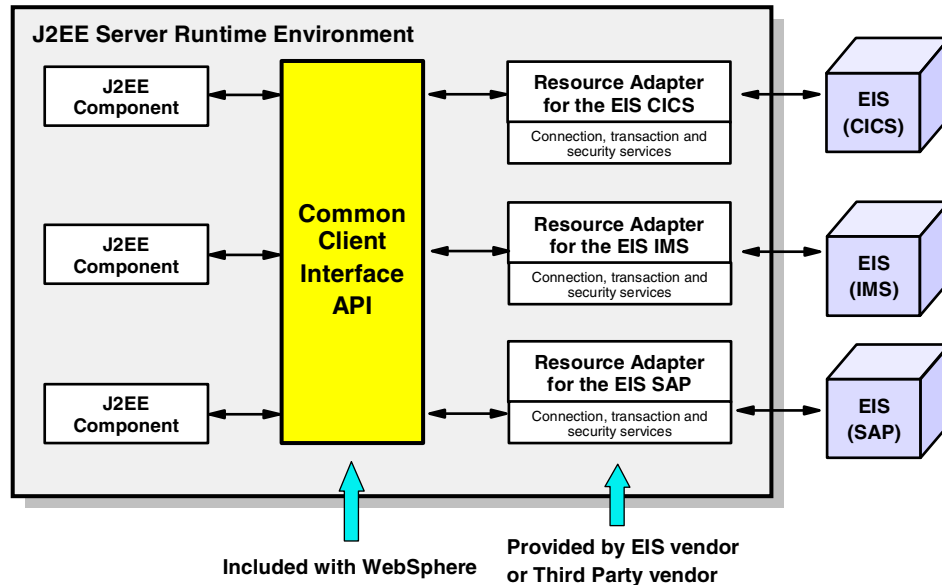 J2EE Server Runtime Environment
J2EE
Component
J2EE
Component
J2EE
Component
Common
Client
Interface
API
Resource Adapter
for the EIS CICS
Connection, transaction and
security services
Resource Adapter
for the EIS IMS
Connection, transaction and
security services
Resource Adapter
for the EIS SAP
Connection, transaction and
security services
EIS
(CICS)
EIS
(IMS)
EIS
(SAP)
Included with WebSphere
Provided by EIS vendor
or Third Party vendor